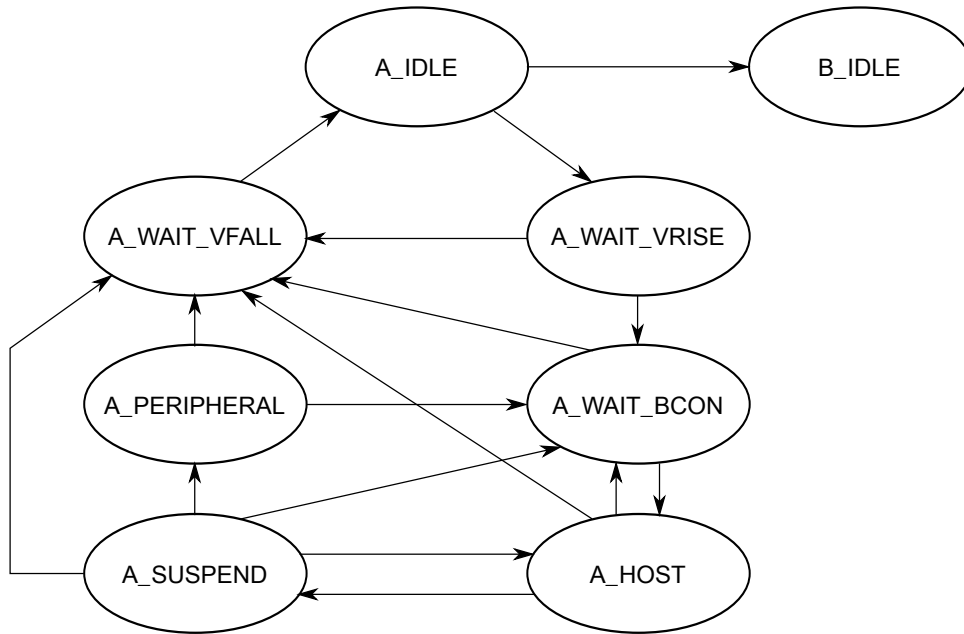 A_IDLE
B_IDLE
A_WAIT_VFALL
A_WAIT_VRISE
A_PERIPHERAL
A_WAIT_BCON
A_SUSPEND
A_HOST